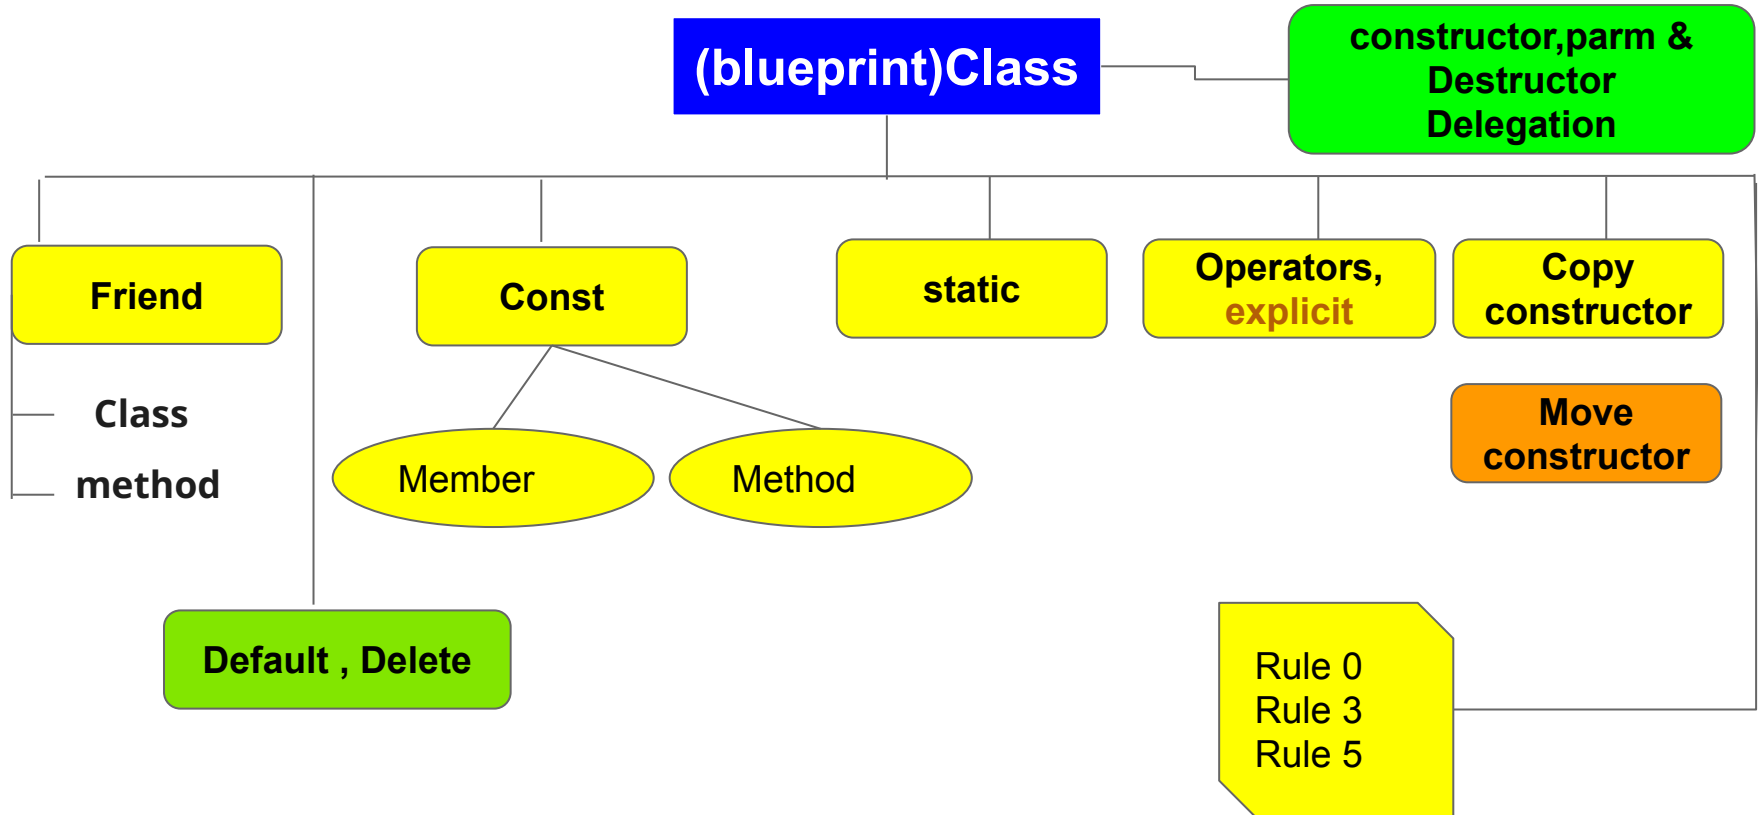 (blueprint)Class
constructor,parm &
Destructor
Delegation
Friend
Const
static
Operators,
explicit
Copy
constructor
Class
method
Member
Method
Move
constructor
Default , Delete
Rule 0
Rule 3
Rule 5